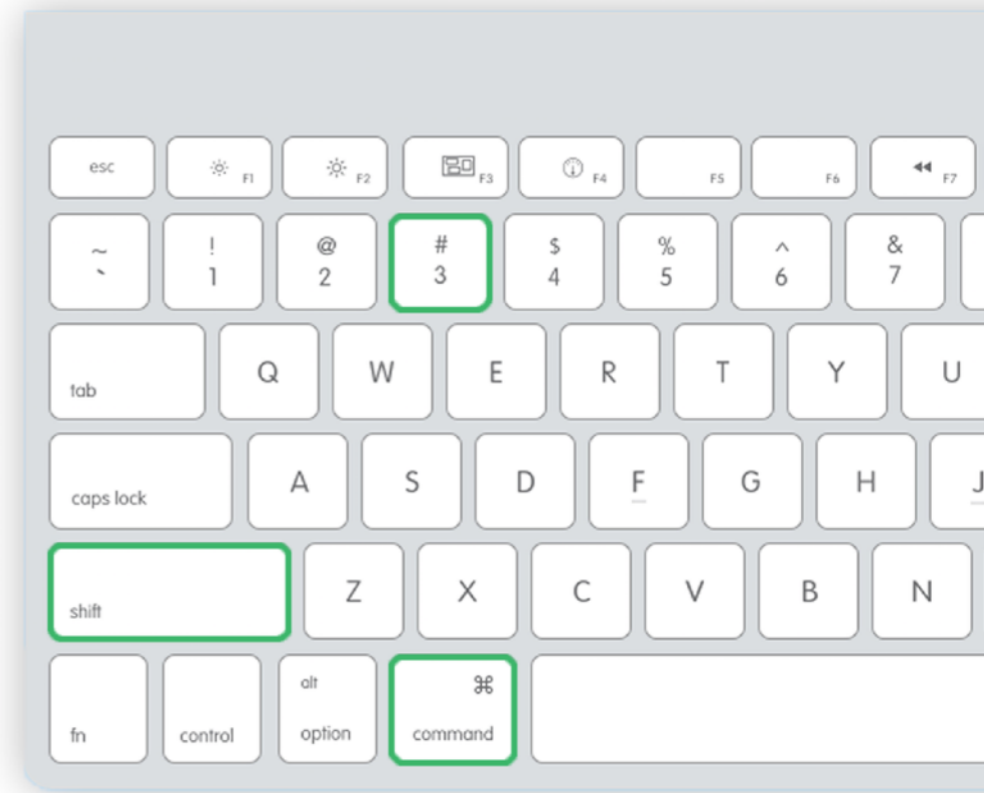 esc F1 F2 F3 F4 F5 F6 F7
~ ! @ # $ % ^ &
` 1 2 3 4 5 6 7
tab Q W E R T Y U
caps lock A S D F G H J
shift Z X C V B N
alt ⌘
fn control option command